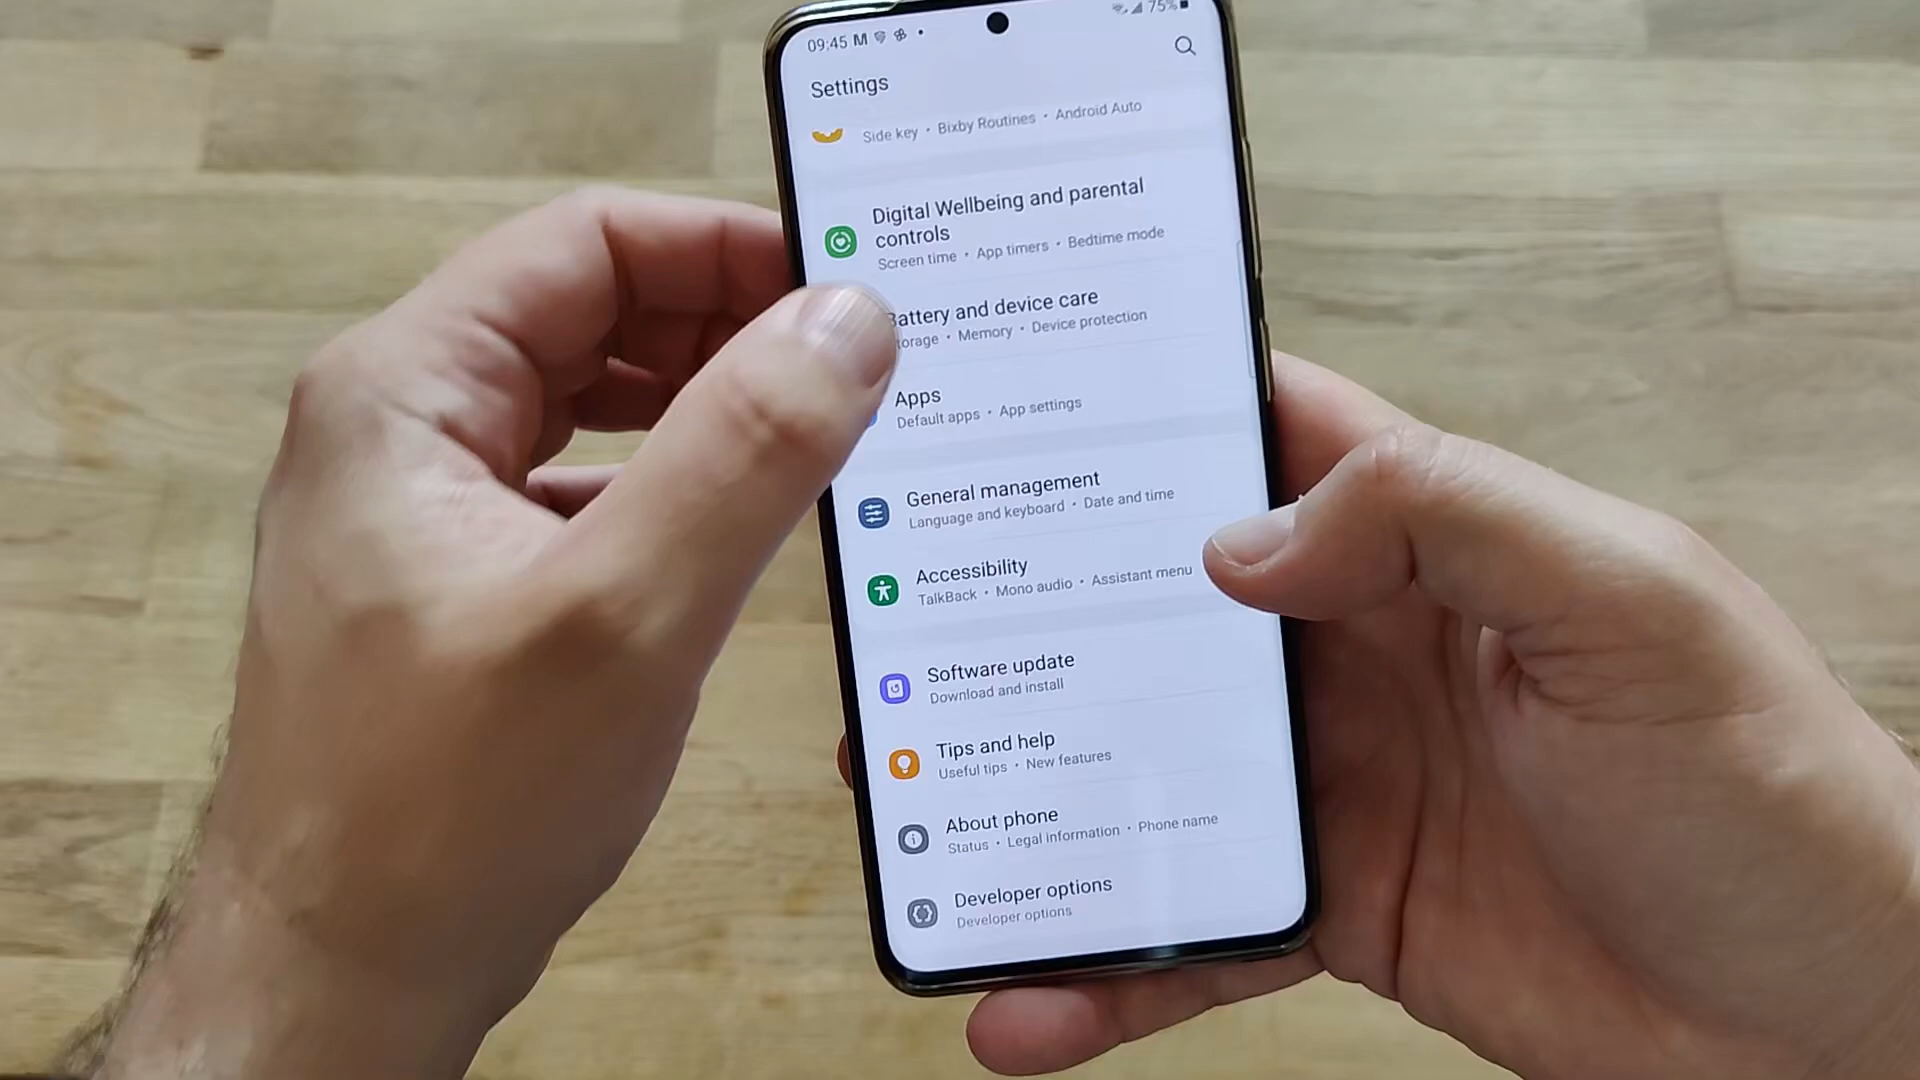 09:45 M
75%
Settings
Side key • Bixby Routines • Android Auto
Digital Wellbeing and parental
controls
Screen time • App timers • Bedtime mode
Battery and device care
torage • Memory • Device protection
Apps
Default apps • App settings
General management
Language and keyboard • Date and time
Accessibility
TalkBack • Mono audio • Assistant menu
Software update
Download and install
Tips and help
Useful tips • New features
About phone
Status • Legal information • Phone name
Developer options
Developer options